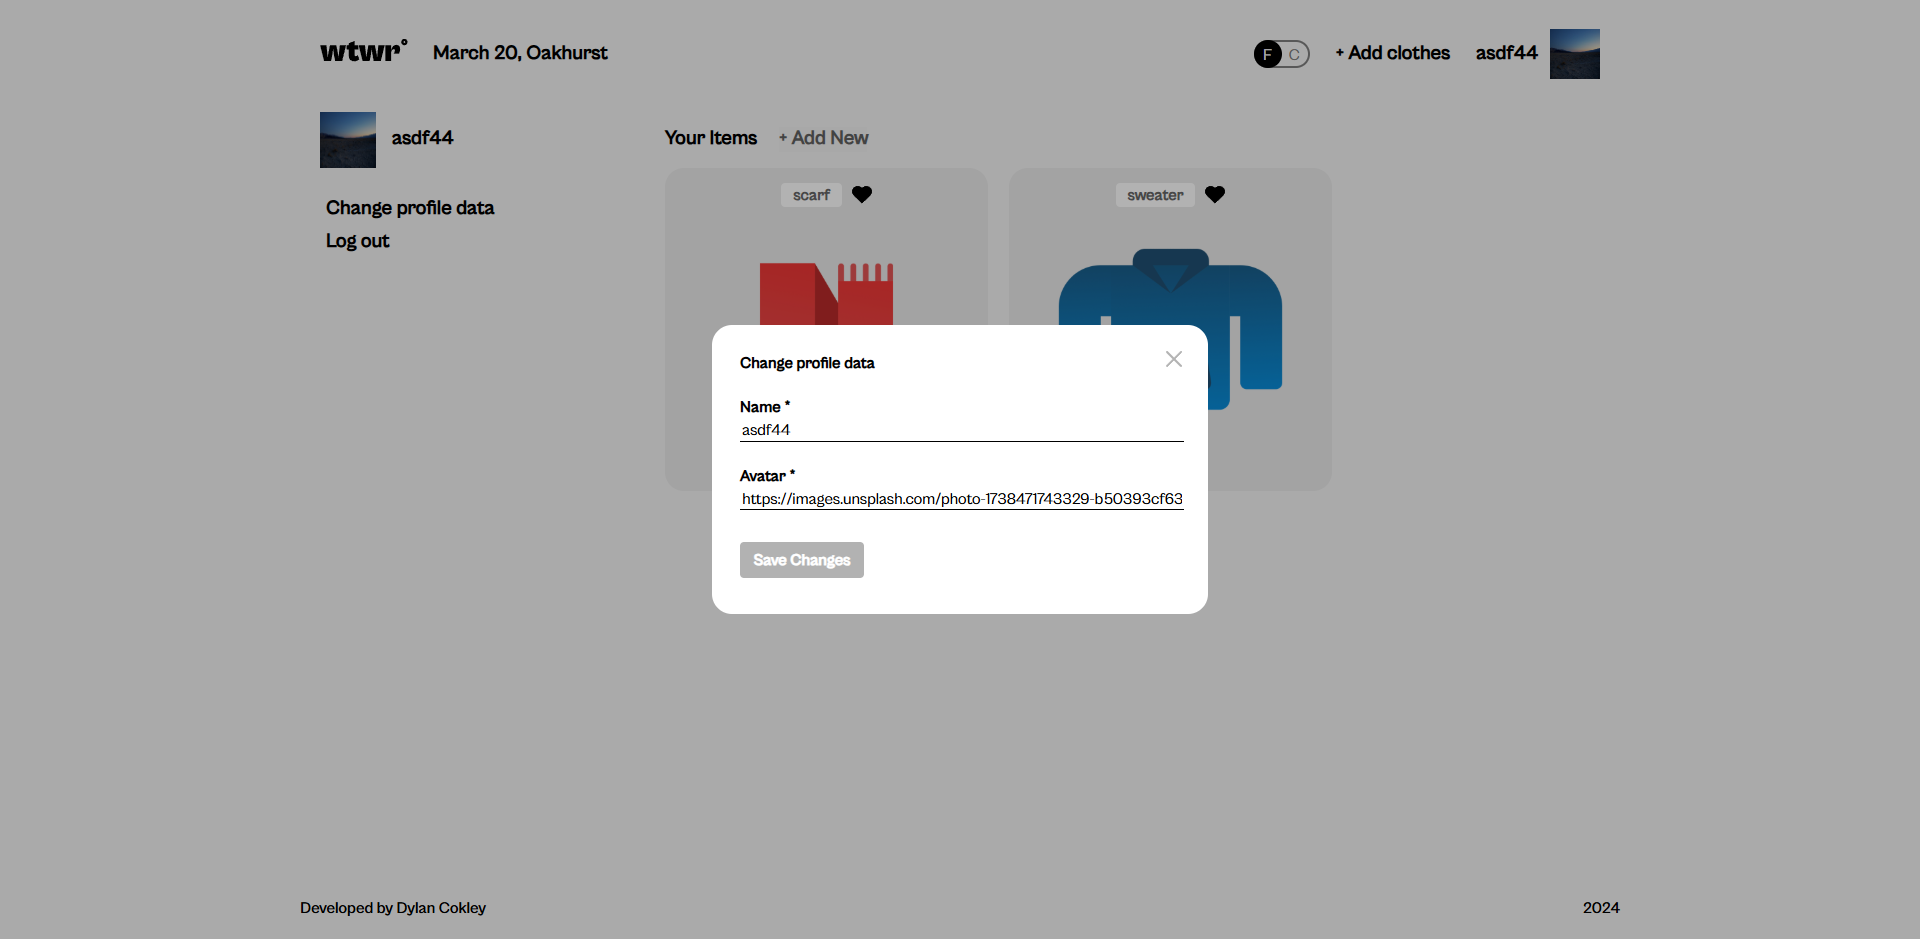 wtwr°
March 20, Oakhurst
F C
+ Add clothes
asdf44
asdf44
Change profile data
Log out
Your Items
+ Add New
scarf
sweater
Change profile data
Name *
asdf44
Avatar *
https://images.unsplash.com/photo-1738471743329-b50393cf63
Save Changes
Developed by Dylan Cokley
2024